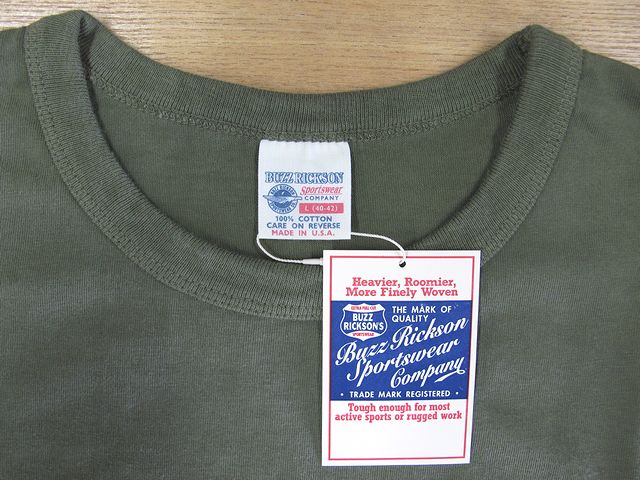 BUZZ RICKSON
Sportswear
COMPANY
L (40-42)
100% COTTON
CARE ON REVERSE
MADE IN U.S.A.
Heavier, Roomier,
More Finely Woven
BUZZ
RICKSON'S
SPORTSWEAR
THE MARK OF
QUALITY
Buzz Rickson
Sportswear
Company
• TRADE MARK REGISTERED •
Tough enough for most
active sports or rugged work